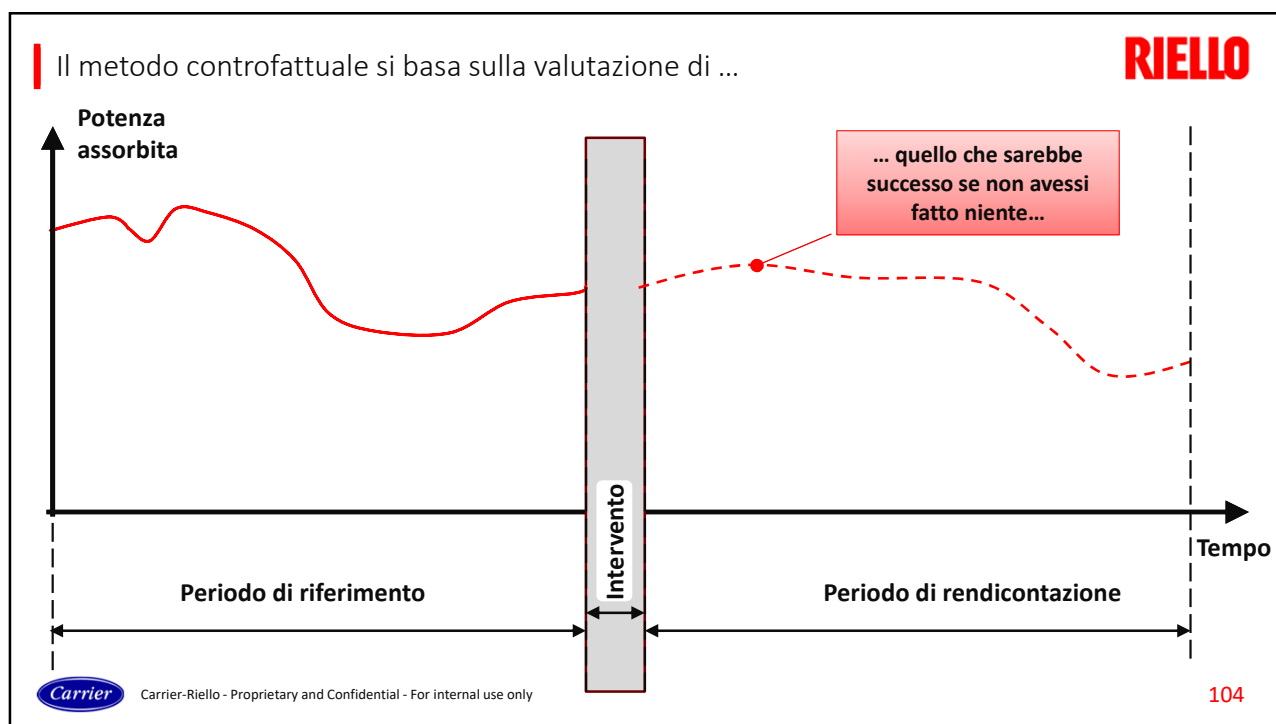 Il metodo controfattuale si basa sulla valutazione di …
RIELLO
Potenza
assorbita
… quello che sarebbe
successo se non avessi
fatto niente…
Intervento
Tempo
Periodo di riferimento
Periodo di rendicontazione
Carrier
Carrier-Riello - Proprietary and Confidential - For internal use only
104